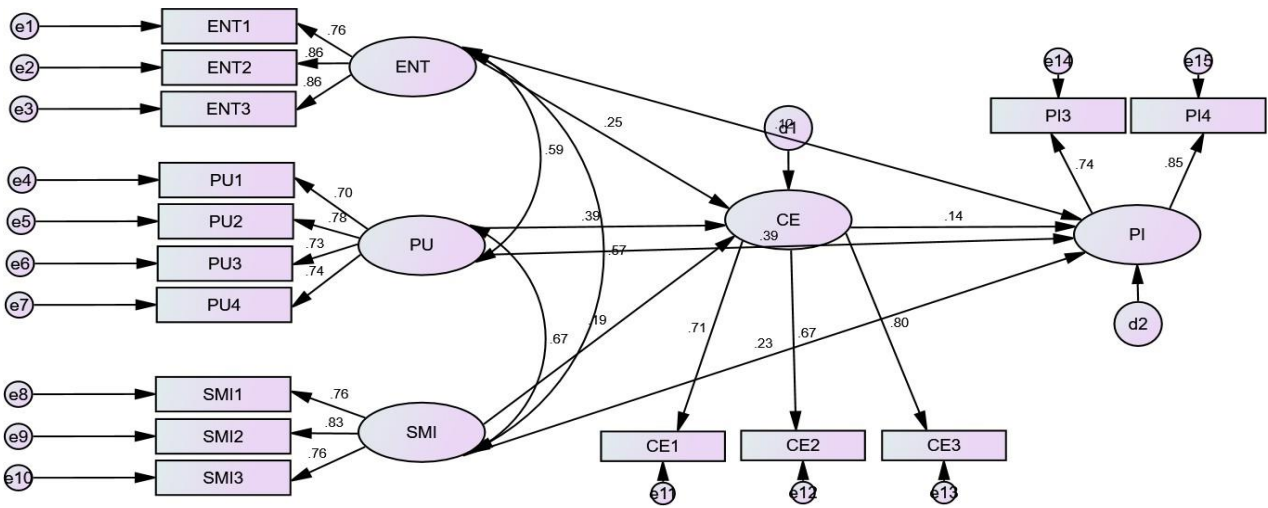 e1
ENT1
.76
e2
ENT2
.86
ENT
e3
ENT3
.86
.59
.25
d1
e14
e15
PI3
PI4
.74
.85
e4
PU1
.70
e5
PU2
.78
PU
.39
CE
.14
PI
e6
PU3
.73
.57
.39
e7
PU4
.74
d2
.67
.19
.71
.67
.80
.23
e8
SMI1
.76
e9
SMI2
.83
SMI
e10
SMI3
.76
CE1
CE2
CE3
e11
e12
e13